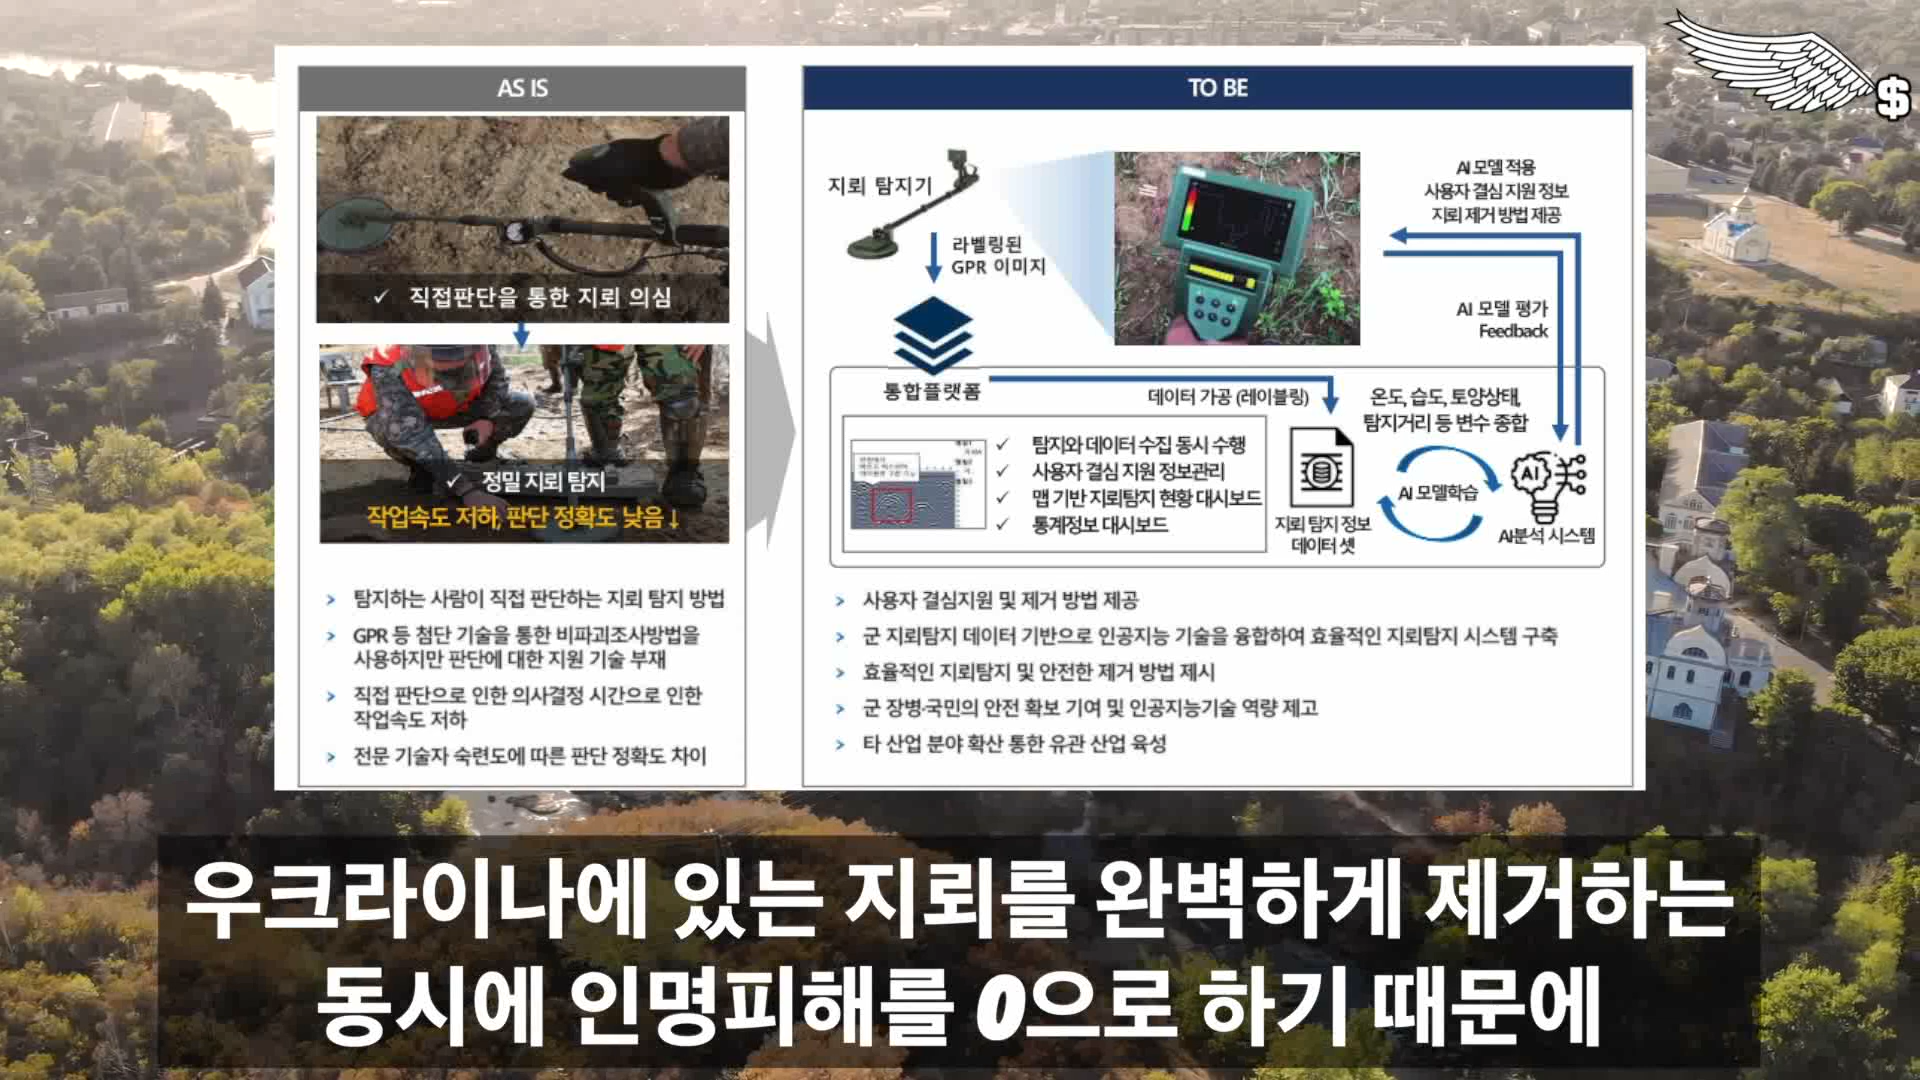 AS IS
✓ 직접판단을 통한 지뢰 의심
✓ 정밀 지뢰 탐지
작업속도 저하, 판단 정확도 낮음↓
> 탐지하는 사람이 직접 판단하는 지뢰 탐지 방법
> GPR 등 첨단 기술을 통한 비파괴조사방법을
사용하지만 판단에 대한 지원 기술 부재
> 직접 판단으로 인한 의사결정 시간으로 인한
작업속도 저하
> 전문 기술자 숙련도에 따른 판단 정확도 차이
TO BE
지뢰 탐지기
라벨링된
GPR 이미지
AI 모델 적용
사용자 결심 지원 정보
지뢰 제거 방법 제공
AI 모델 평가
Feedback
통합플랫폼
데이터 가공 (레이블링)
온도, 습도, 토양상태,
탐지거리 등 변수 종합
✓ 탐지와 데이터 수집 동시 수행
✓ 사용자 결심 지원 정보관리
✓ 맵 기반 지뢰탐지 현황 대시보드
✓ 통계정보 대시보드
지뢰 탐지 정보
데이터 셋
AI 모델학습
AI
AI분석 시스템
> 사용자 결심지원 및 제거 방법 제공
> 군 지뢰탐지 데이터 기반으로 인공지능 기술을 융합하여 효율적인 지뢰탐지 시스템 구축
> 효율적인 지뢰탐지 및 안전한 제거 방법 제시
> 군 장병·국민의 안전 확보 기여 및 인공지능기술 역량 제고
> 타 산업 분야 확산 통한 유관 산업 육성
$
우크라이나에 있는 지뢰를 완벽하게 제거하는
동시에 인명피해를 0으로 하기 때문에